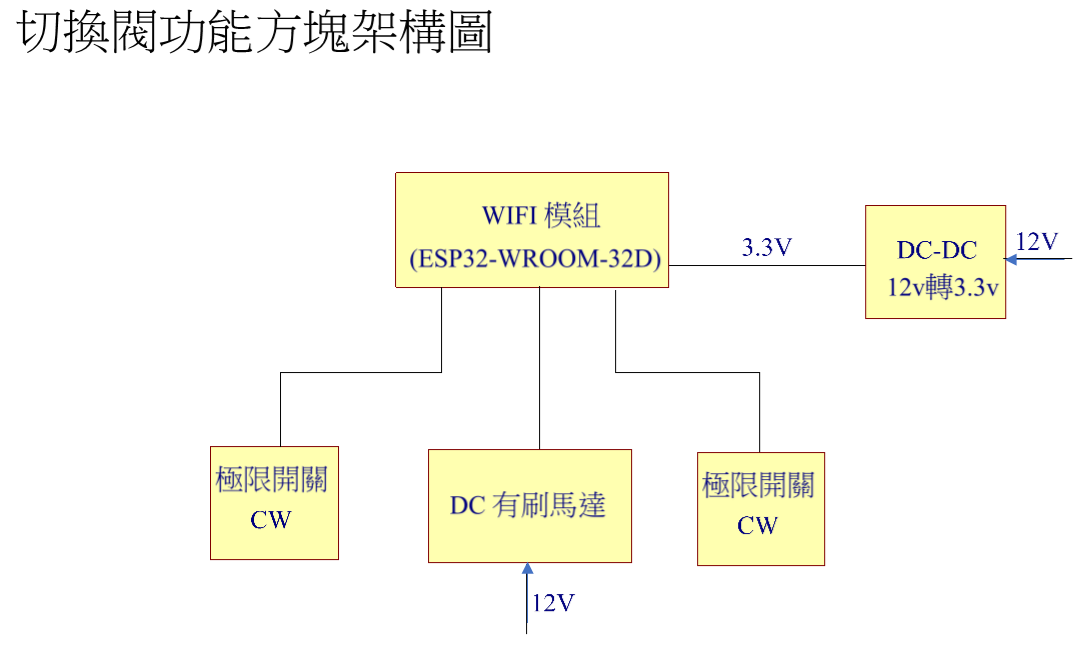 切換閥功能方塊架構圖
WIFI 模組
(ESP32-WROOM-32D)
3.3V
DC-DC
12v轉3.3v
12V
極限開關
CW
DC 有刷馬達
極限開關
CW
12V